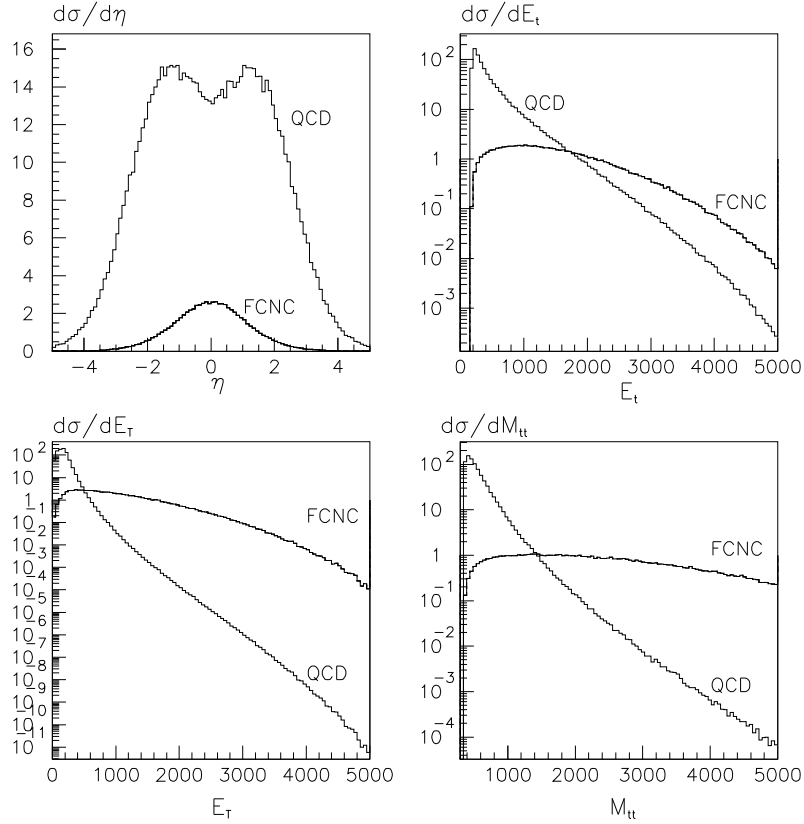 dσ/dη
16
14
12
10
8
6
4
2
0
QCD
FCNC
−4 −2 0 2 4
η
dσ/dE_t
10^2
10
1
10^-1
10^-2
10^-3
QCD
FCNC
0 1000 2000 3000 4000 5000
E_t
dσ/dE_T
10^2
10
1
10^-1
10^-2
10^-3
10^-4
10^-5
10^-6
10^-7
10^-8
10^-9
10^-10
10^-11
10
FCNC
QCD
0 1000 2000 3000 4000 5000
E_T
dσ/dM_tt
10^2
10
1
10^-1
10^-2
10^-3
10^-4
FCNC
QCD
1000 2000 3000 4000 5000
M_tt